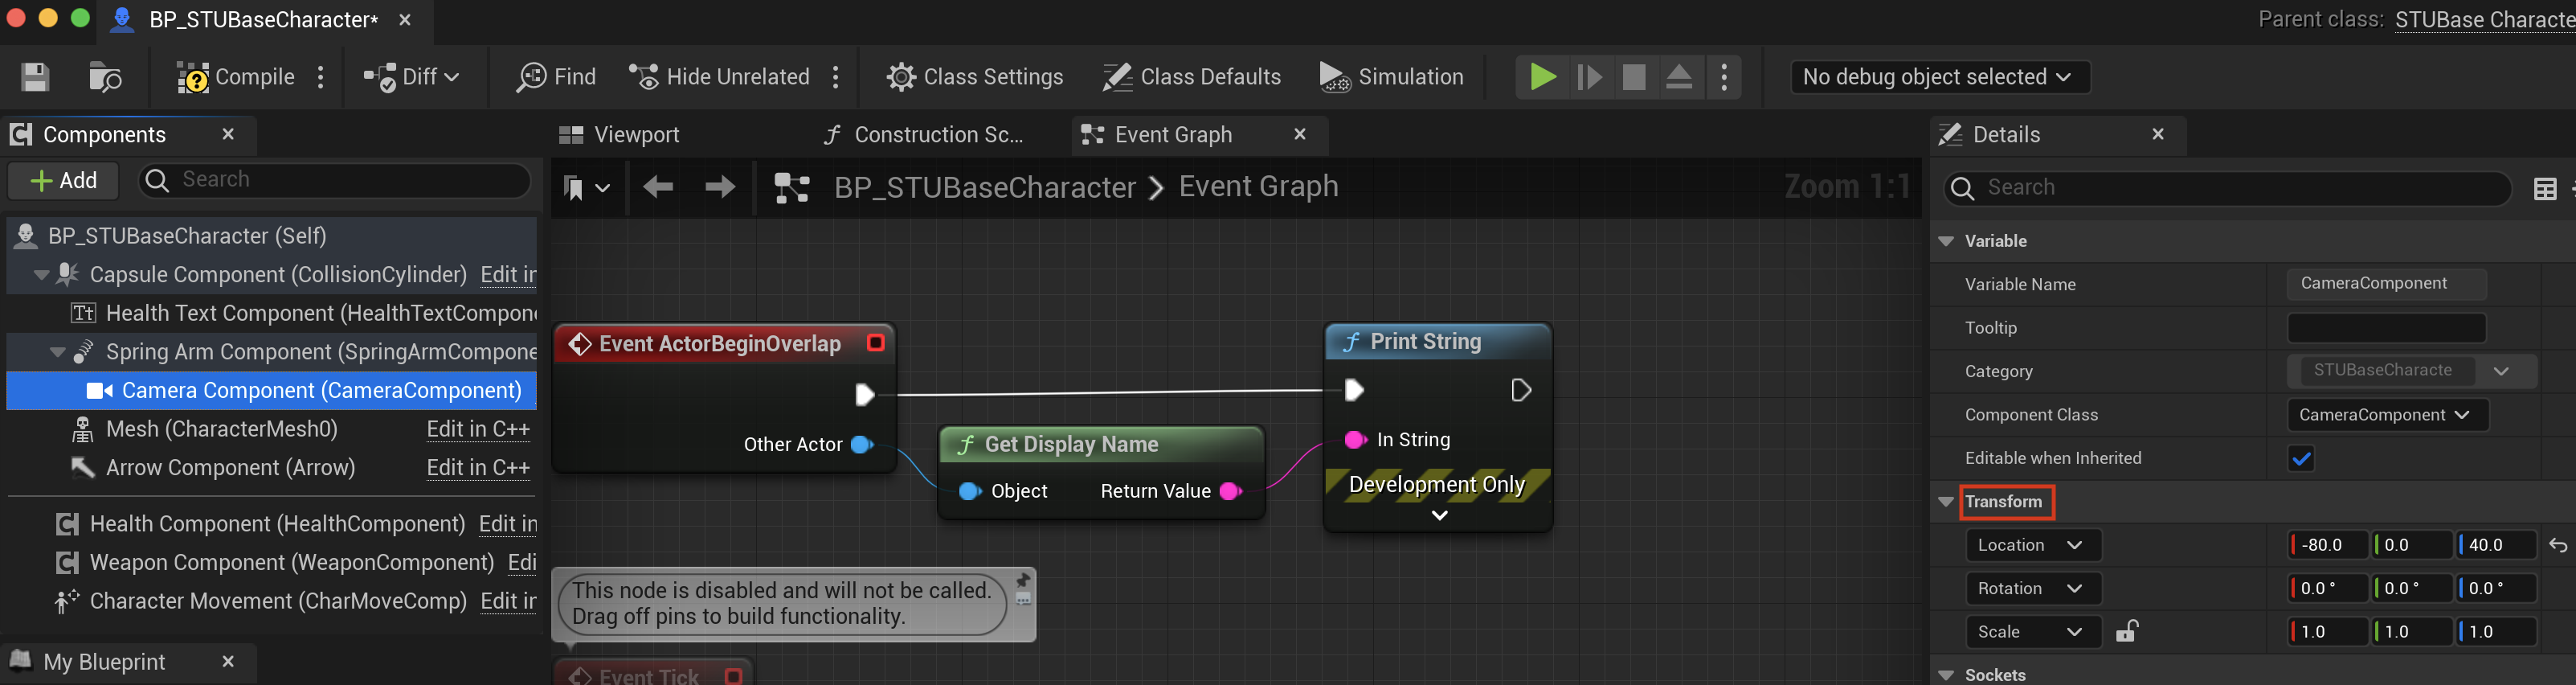 BP_STUBaseCharacter*
Parent class: STUBase Characte
Compile
Diff
Find
Hide Unrelated
Class Settings
Class Defaults
Simulation
No debug object selected
Components
Add
Search
BP_STUBaseCharacter (Self)
Capsule Component (CollisionCylinder) Edit in
Health Text Component (HealthTextCompone
Spring Arm Component (SpringArmCompone
Camera Component (CameraComponent)
Mesh (CharacterMesh0) Edit in C++
Arrow Component (Arrow) Edit in C++
Health Component (HealthComponent) Edit in
Weapon Component (WeaponComponent) Edi
Character Movement (CharMoveComp) Edit in
My Blueprint
Viewport
Construction Sc...
Event Graph
BP_STUBaseCharacter > Event Graph
Zoom 1:1
Event ActorBeginOverlap
Other Actor
Get Display Name
Object Return Value
Print String
In String
Development Only
This node is disabled and will not be called.
Drag off pins to build functionality.
Event Tick
Details
Search
Variable
Variable Name CameraComponent
Tooltip
Category STUBaseCharacte
Component Class CameraComponent
Editable when Inherited
Transform
Location -80.0 0.0 40.0
Rotation 0.0 ° 0.0 ° 0.0 °
Scale 1.0 1.0 1.0
Sockets